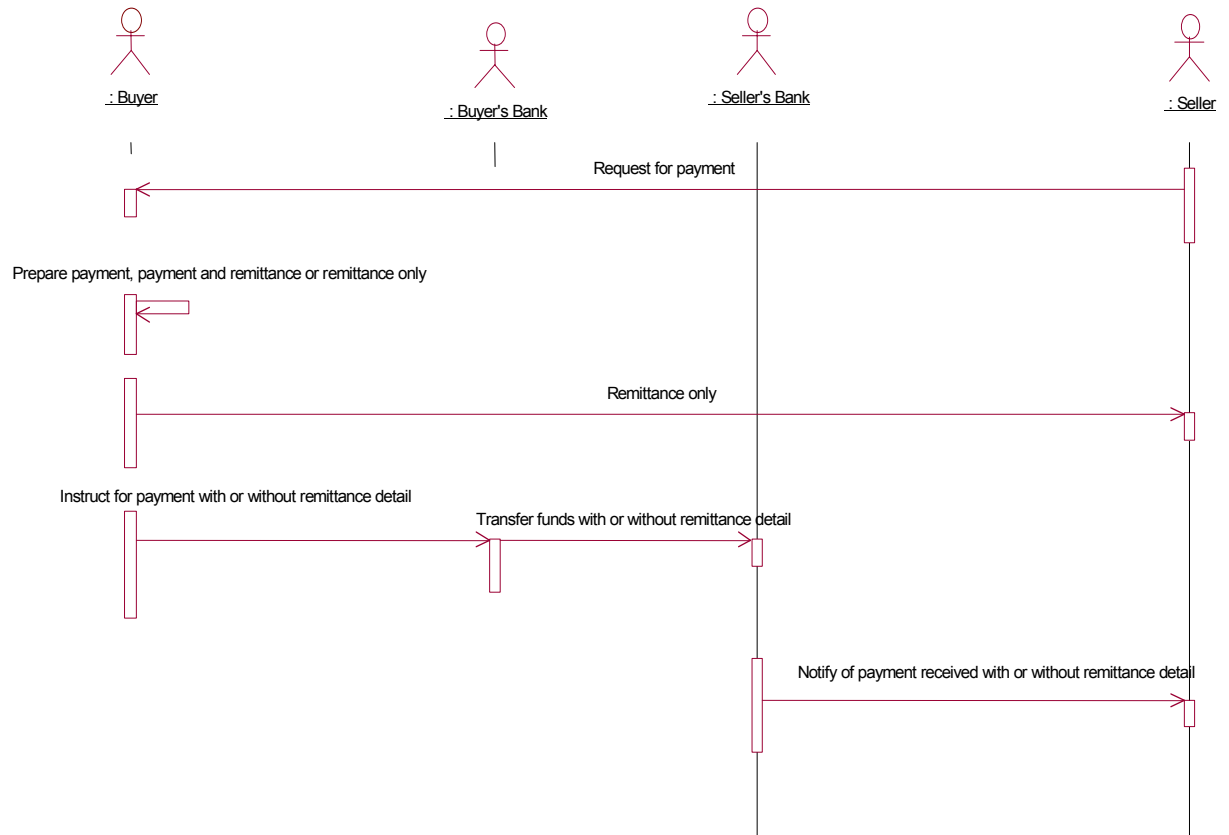 : Buyer
: Buyer's Bank
: Seller's Bank
: Seller
Request for payment
Prepare payment, payment and remittance or remittance only
Remittance only
Instruct for payment with or without remittance detail
Transfer funds with or without remittance detail
Notify of payment received with or without remittance detail